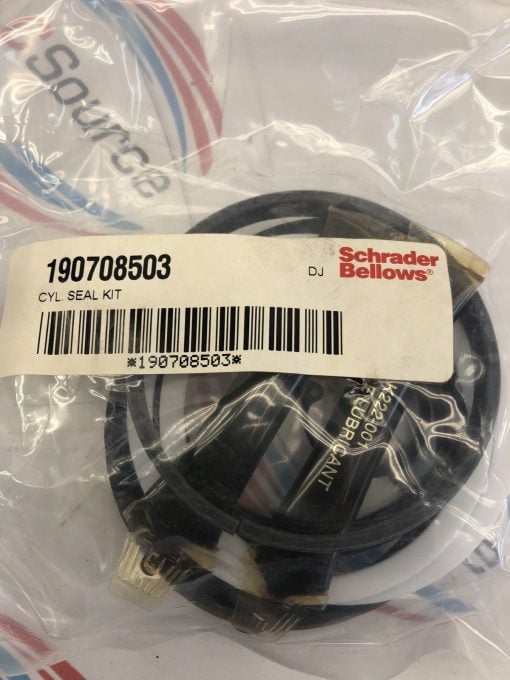 Source
190708503
DJ
Schrader
Bellows®
CYL. SEAL KIT
*190708503*
LUBRICANT